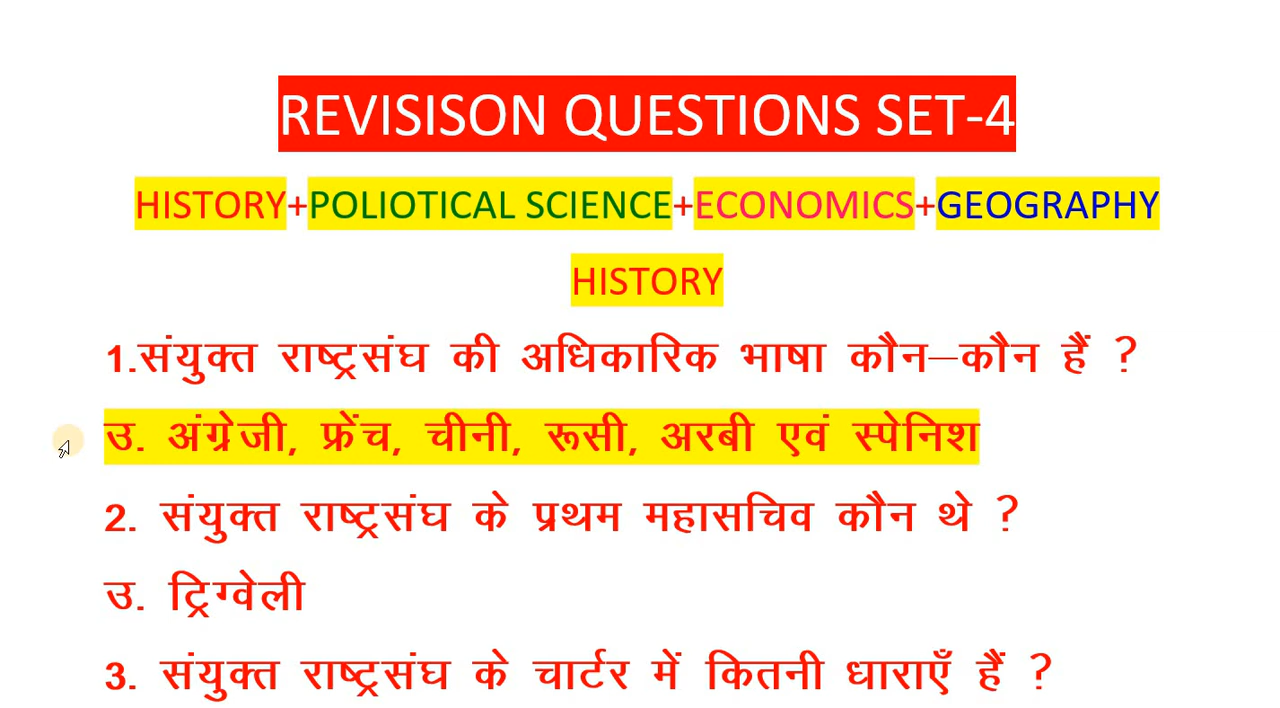 REVISISON QUESTIONS SET-4
HISTORY+POLIOTICAL SCIENCE+ECONOMICS+GEOGRAPHY
HISTORY
1.संयुक्त राष्ट्रसंघ की अधिकारिक भाषा कौन–कौन हैं ?
उ. अंग्रेजी, फ्रेंच, चीनी, रूसी, अरबी एवं स्पेनिश
2. संयुक्त राष्ट्रसंघ के प्रथम महासचिव कौन थे ?
उ. ट्रिग्वेली
3. संयुक्त राष्ट्रसंघ के चार्टर में कितनी धाराएँ हैं ?